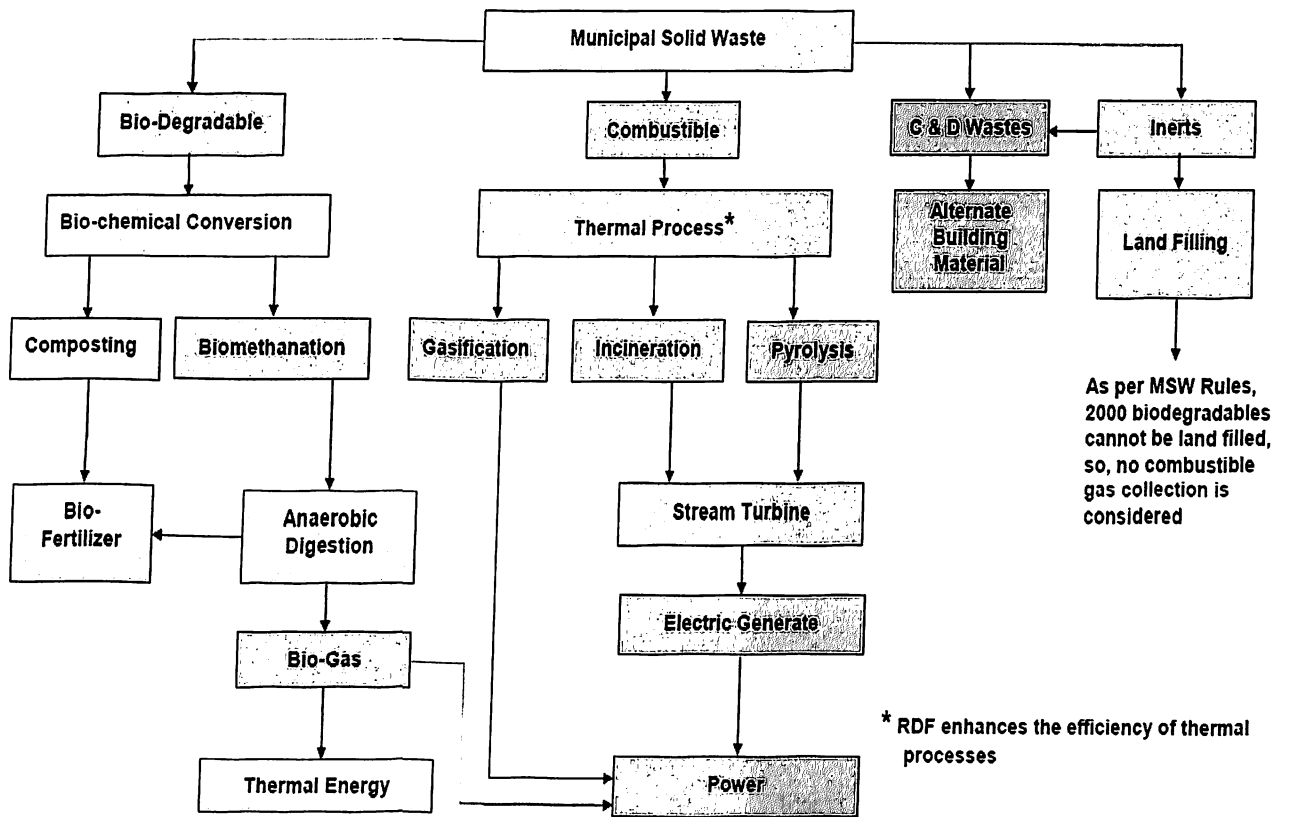 Municipal Solid Waste
Bio-Degradable
Combustible
C & D Wastes
Inerts
Bio-chemical Conversion
Thermal Process*
Alternate
Building
Material
Land Filling
Composting
Biomethanation
Gasification
Incineration
Pyrolysis
As per MSW Rules,
2000 biodegradables
cannot be land filled,
so, no combustible
gas collection is
considered
Bio-
Fertilizer
Anaerobic
Digestion
Stream Turbine
Electric Generate
Bio-Gas
* RDF enhances the efficiency of thermal
processes
Thermal Energy
Power